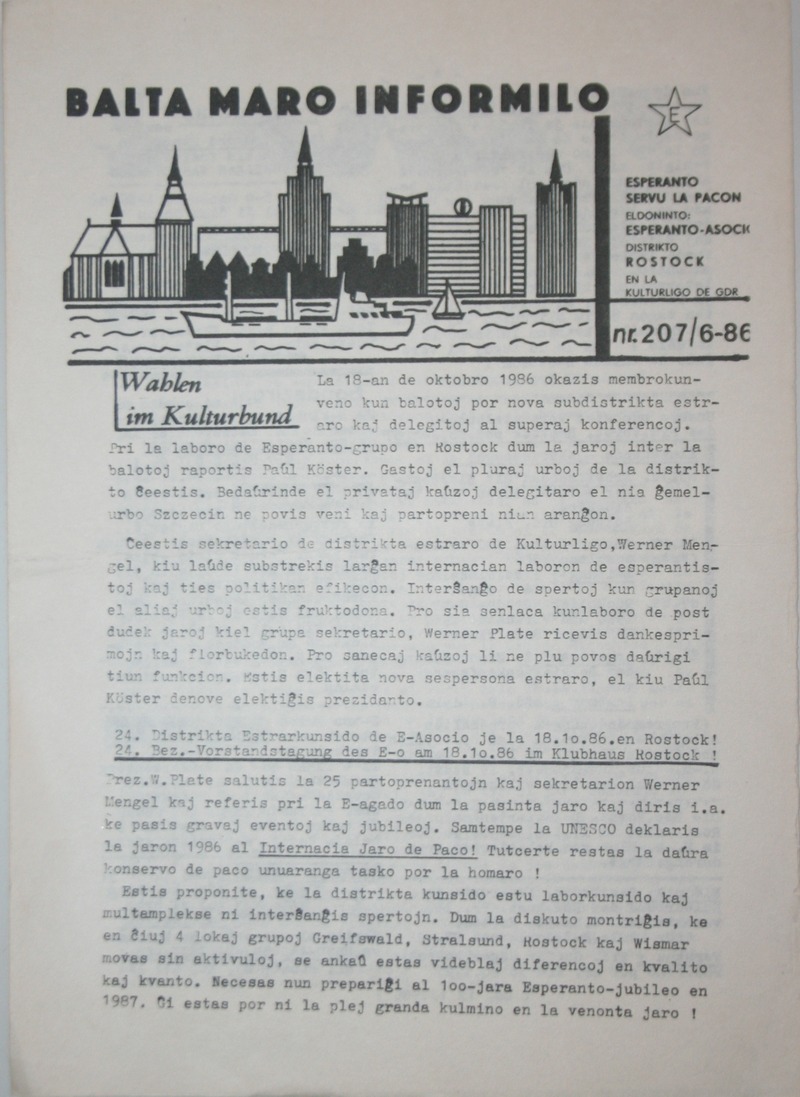 BALTA MARO INFORMILO
E
ESPERANTO
SERVU LA PACON
ELDONINTO:
ESPERANTO-ASOCI
DISTRIKTO
ROSTOCK
EN LA
KULTURLIGO DE GDR
nr.207/6-86
Wahlen
im Kulturbund
La 18-an de oktobro 1986 okazis membrokun-
veno kun balotoj por nova subdistrikta estr-
aro kaj delegitoj al superaj konferencoj.
Pri la laboro de Esperanto-grupo en Rostock dum la jaroj inter la
balotoj raportis Paŭl Köster. Gastoj el pluraj urboj de la distrik-
to ĉeestis. Bedaŭrinde el privataj kaŭzoj delegitaro el nia ĝemel-
urbo Szczecin ne povis veni kaj partopreni nian aranĝon.
Ĉeestis sekretario de distrikta estraro de Kulturligo,Werner Men-
gel, kiu laŭde substrekis larĝan internacian laboron de esperantis-
toj kaj ties politikan efikecon. Interŝanĝo de spertoj kun grupanoj
el aliaj urboj estis fruktodona. Pro sia senlaca kunlaboro de post
dudek jaroj kiel grupa sekretario, Werner Plate ricevis dankespri-
mojn kaj florbukedon. Pro sanecaj kaŭzoj li ne plu povos daŭrigi
tiun funkcion. Estis elektita nova sespersona estraro, el kiu Paŭl
Köster denove elektiĝis prezidanto.
24. Distrikta Estrarkunsido de E-Asocio je la 18.1o.86.en Rostock!
24. Bez.-Vorstandstagung des E-o am 18.1o.86 im Klubhaus Rostock !
Prez.W.Plate salutis la 25 partoprenantojn kaj sekretarion Werner
Mengel kaj referis pri la E-agado dum la pasinta jaro kaj diris i.a.
ke pasis gravaj eventoj kaj jubileoj. Samtempe la UNESCO deklaris
la jaron 1986 al Internacia Jaro de Paco! Tutcerte restas la daŭra
konservo de paco unuaranga tasko por la homaro !
Estis proponite, ke la distrikta kunsido estu laborkunsido kaj
multamplekse ni interŝanĝis spertojn. Dum la diskuto montriĝis, ke
en ĉiuj 4 lokaj grupoj Greifswald, Stralsund, Rostock kaj Wismar
movas sin aktivuloj, se ankaŭ estas videblaj diferencoj en kvalito
kaj kvanto. Necesas nun prepariĝi al 1oo-jara Esperanto-jubileo en
1987. Ĝi estas por ni la plej granda kulmino en la venonta jaro !